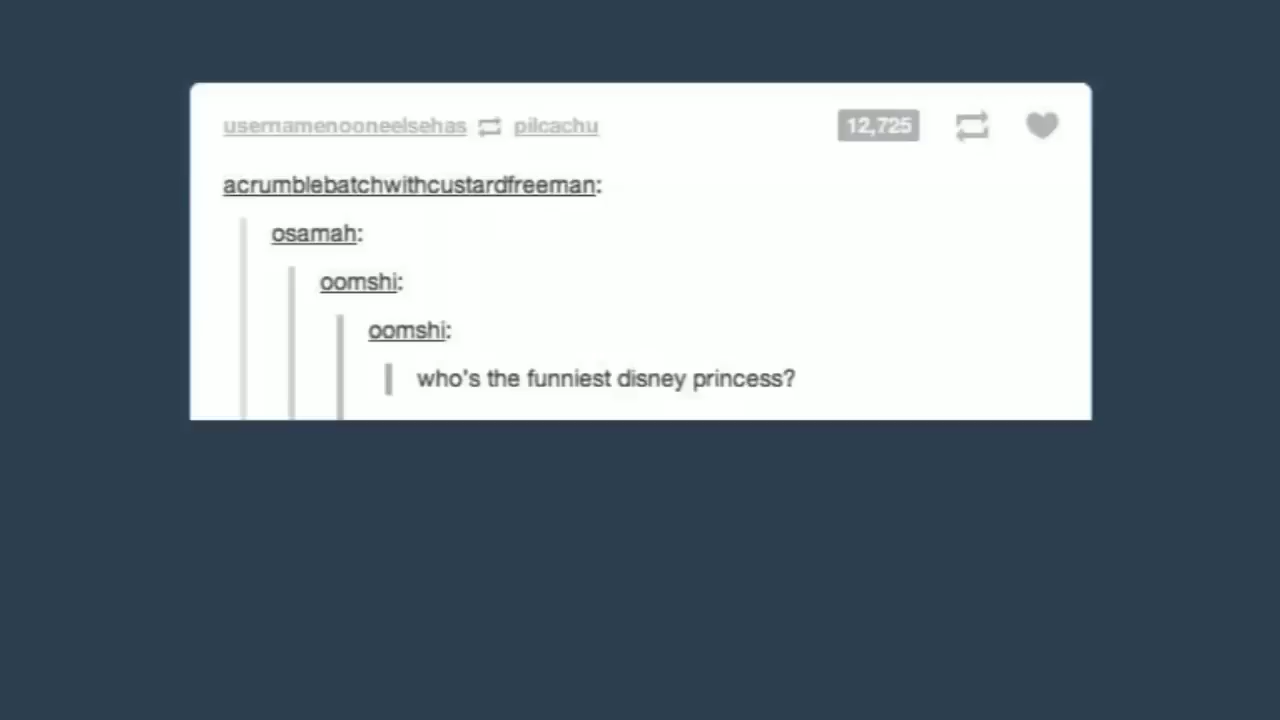 usernamenooneelsehas pilcachu 12,725
acrumblebatchwithcustardfreeman:
osamah:
oomshi:
oomshi:
who's the funniest disney princess?